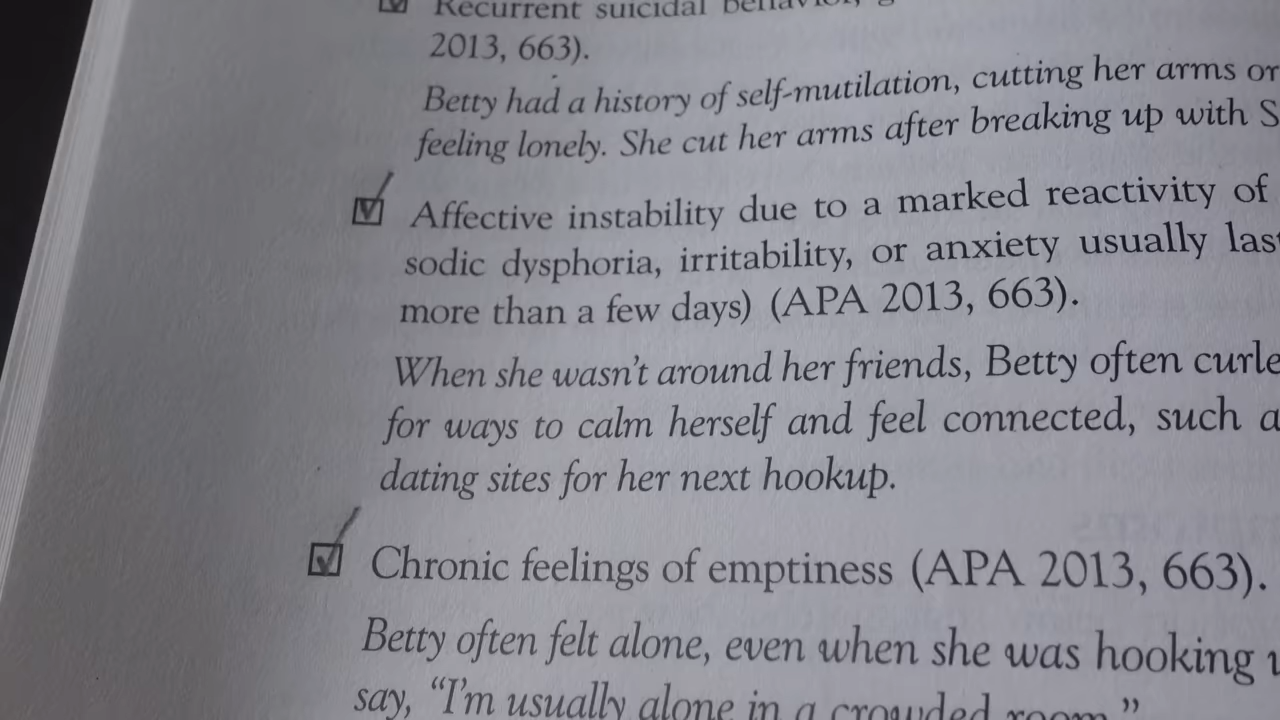 Recurrent suicidal behavior,
2013, 663).
Betty had a history of self-mutilation, cutting her arms or
feeling lonely. She cut her arms after breaking up with S
Affective instability due to a marked reactivity of
sodic dysphoria, irritability, or anxiety usually last
more than a few days) (APA 2013, 663).
When she wasn't around her friends, Betty often curle
for ways to calm herself and feel connected, such a
dating sites for her next hookup.
Chronic feelings of emptiness (APA 2013, 663).
Betty often felt alone, even when she was hooking
say, “I'm usually alone in a crowded room.”